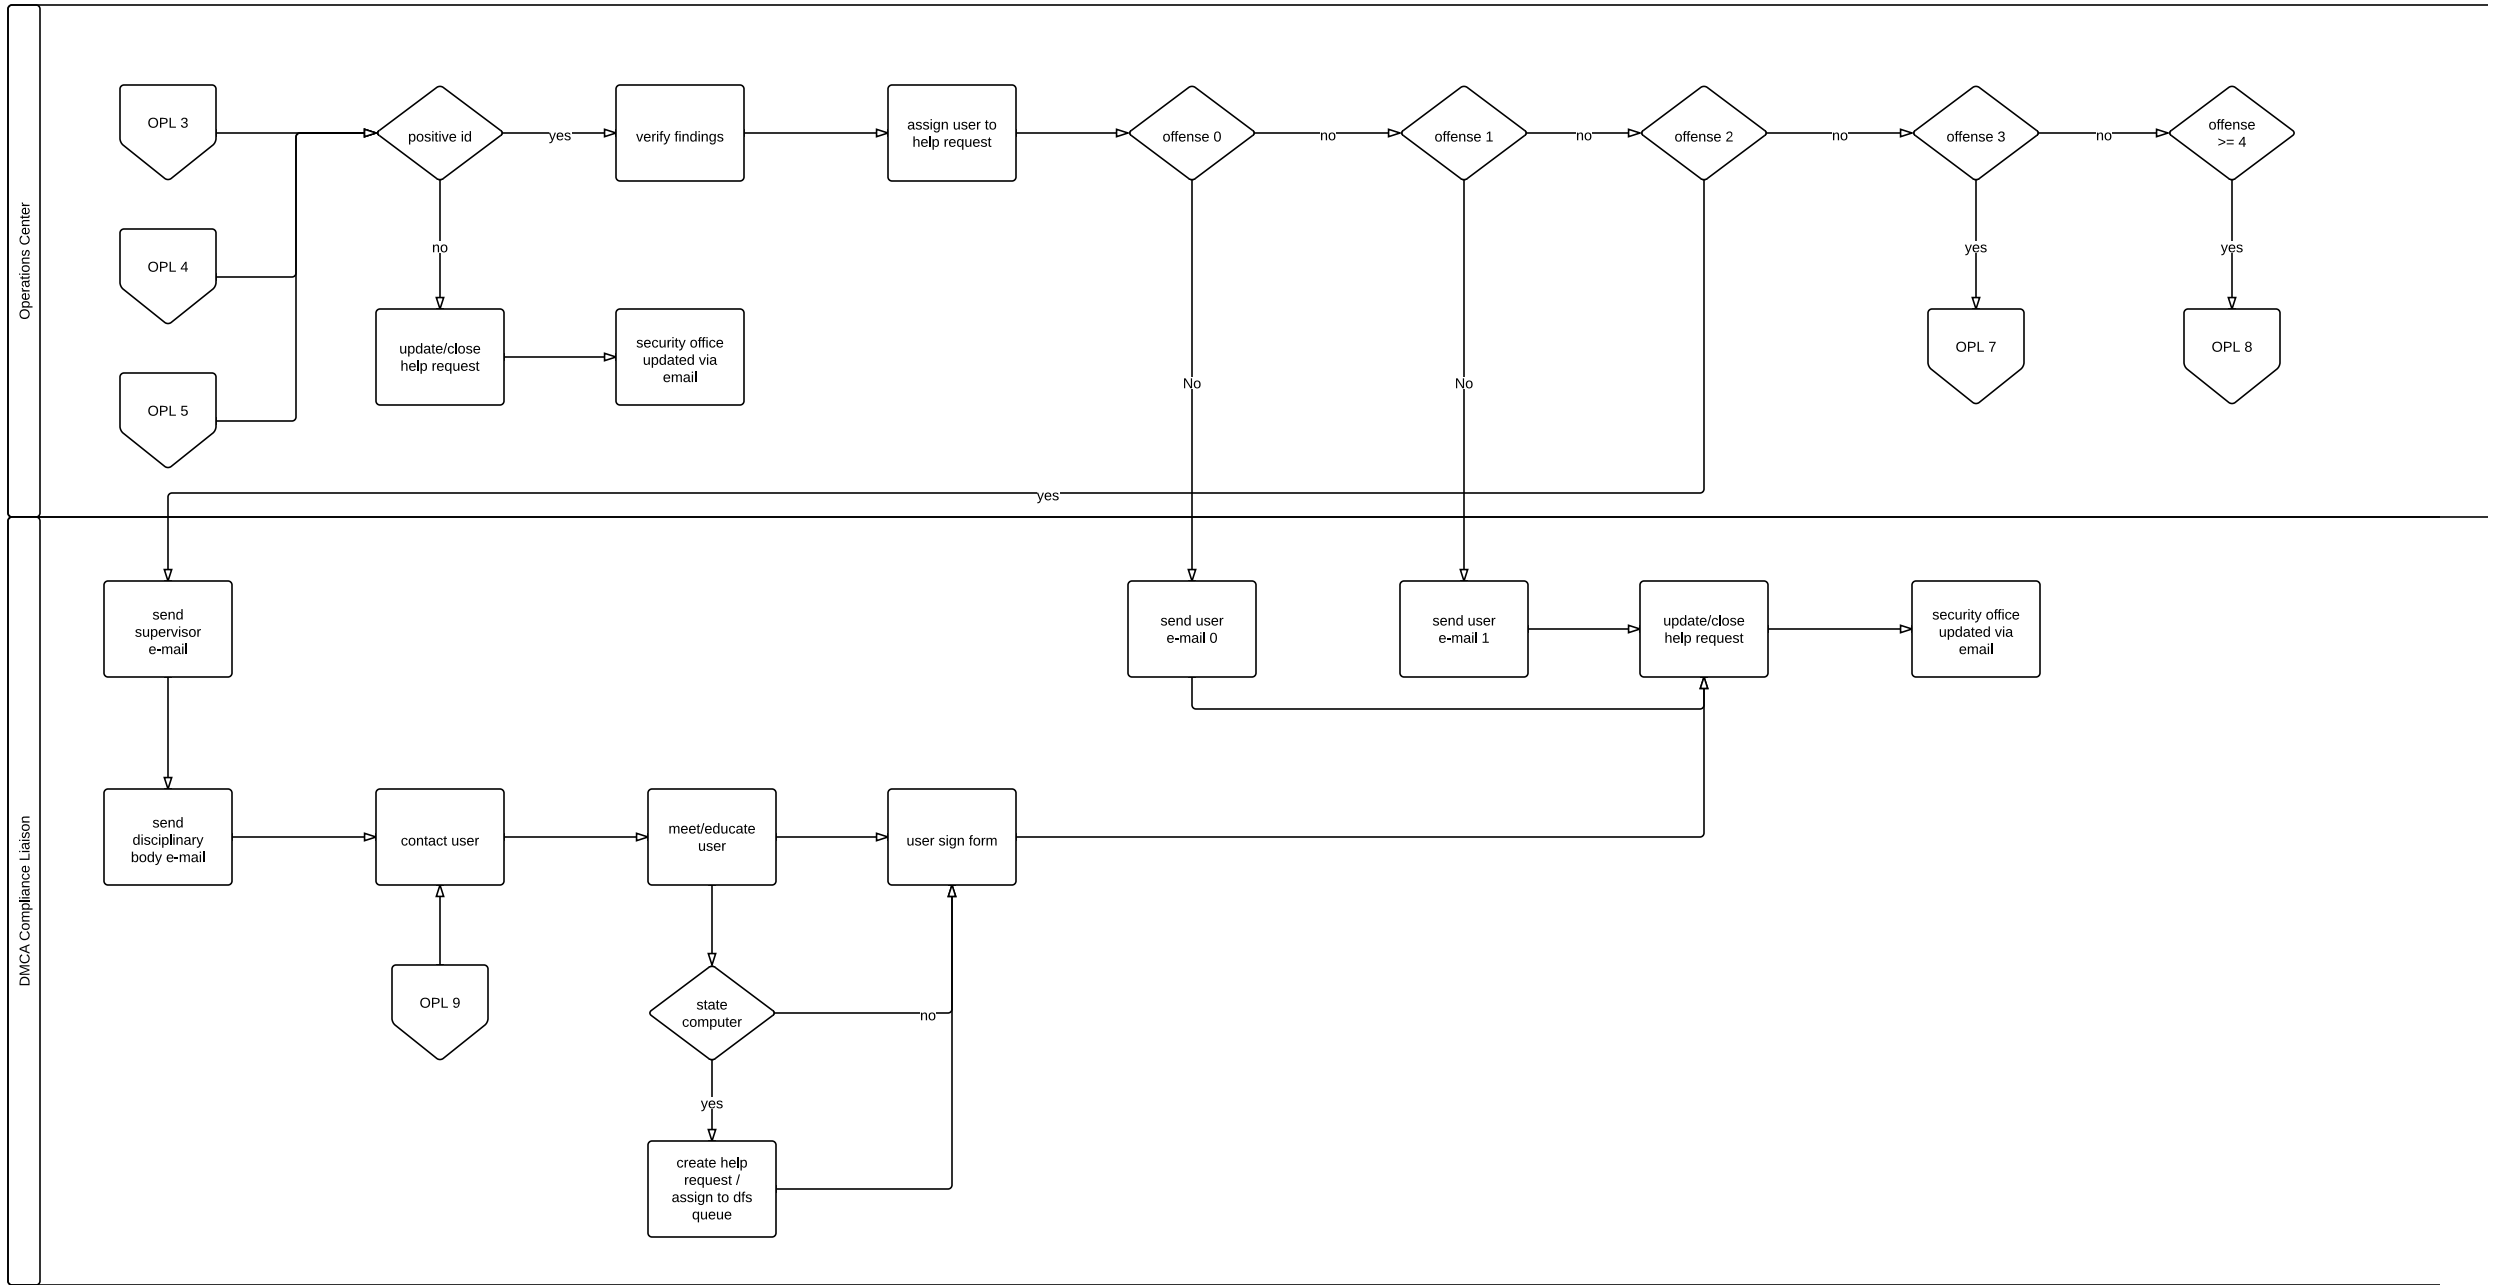 Operations Center
OPL 3
positive id
yes
verify findings
assign user to
help request
offense 0
no
offense 1
no
offense 2
no
offense 3
no
offense
>= 4
no
yes
yes
OPL 4
update/close
help request
security office
updated via
email
OPL 7
OPL 8
No
No
OPL 5
yes
DMCA Compliance Liaison
send
supervisor
e-mail
send user
e-mail 0
send user
e-mail 1
update/close
help request
security office
updated via
email
send
disciplinary
body e-mail
contact user
meet/educate
user
user sign form
OPL 9
state
computer
no
yes
create help
request /
assign to dfs
queue